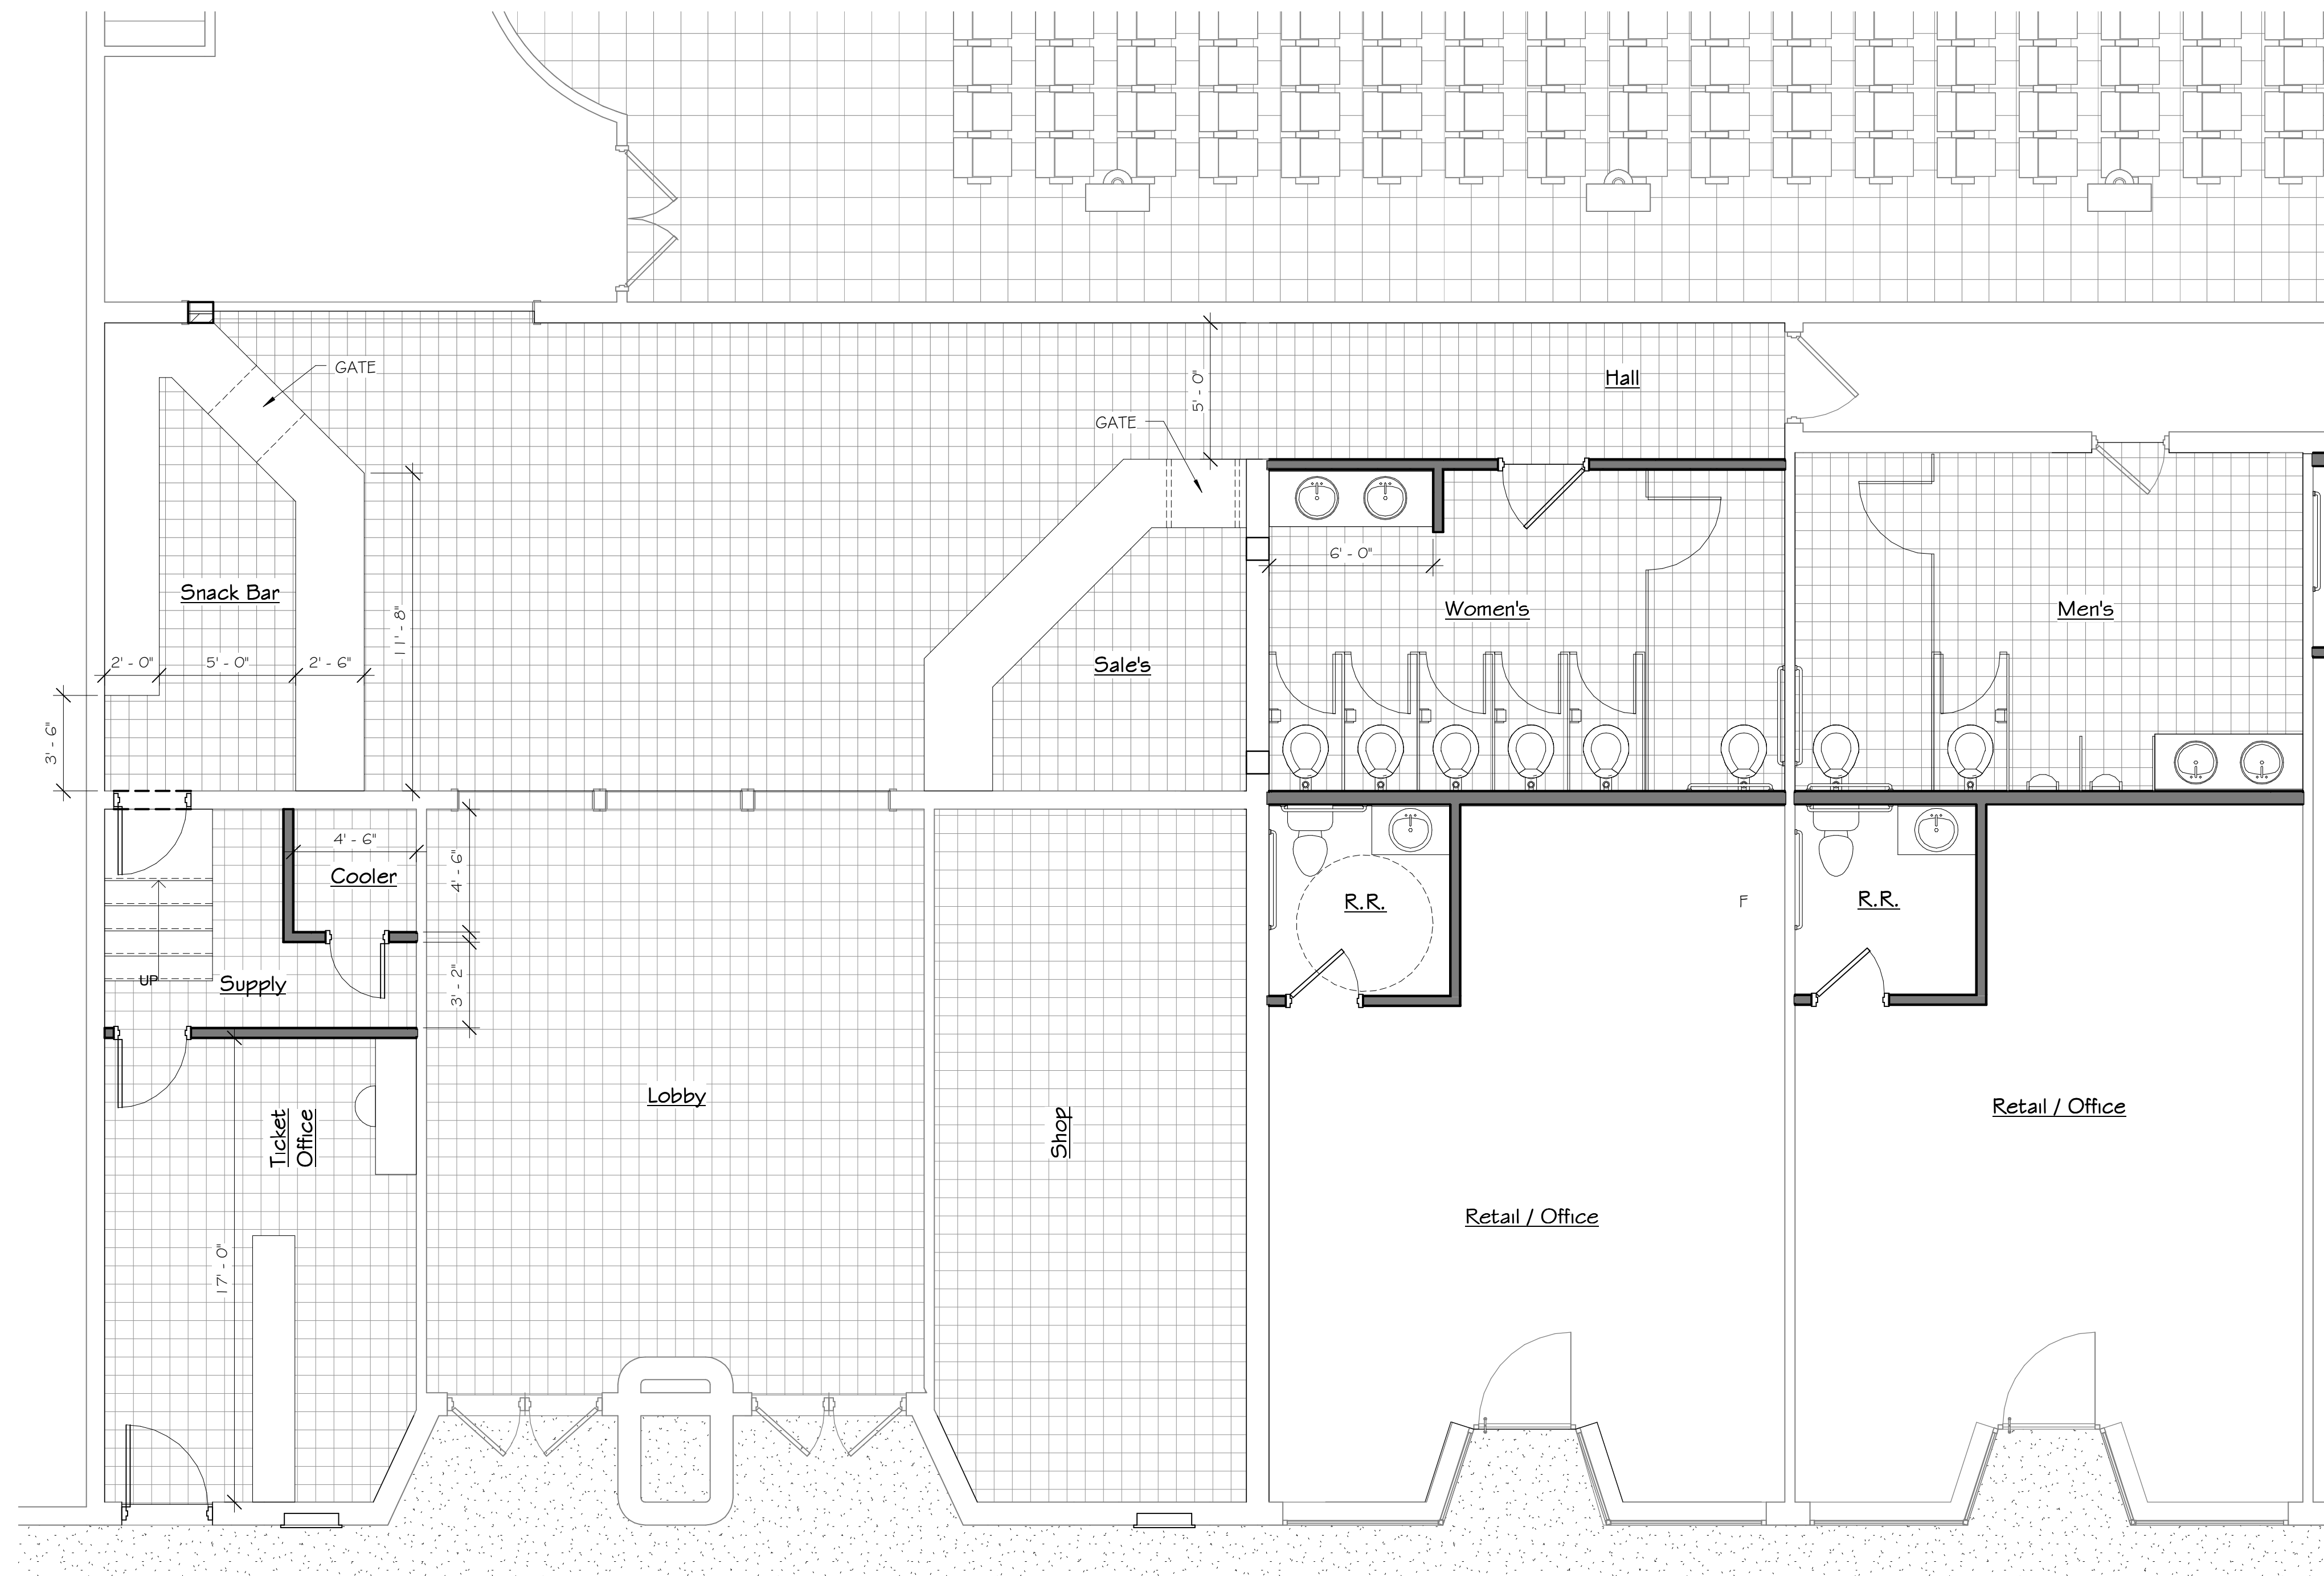 GATE
Hall
5' - 0"
GATE
6' - 0"
Snack Bar
11' - 8"
Women's
Men's
2' - 0"
5' - 0"
2' - 6"
Sale's
3' - 6"
4' - 6"
Cooler
4' - 6"
R.R.
F
R.R.
UP
Supply
3' - 2"
Ticket
Office
Lobby
Shop
Retail / Office
Retail / Office
17' - 0"